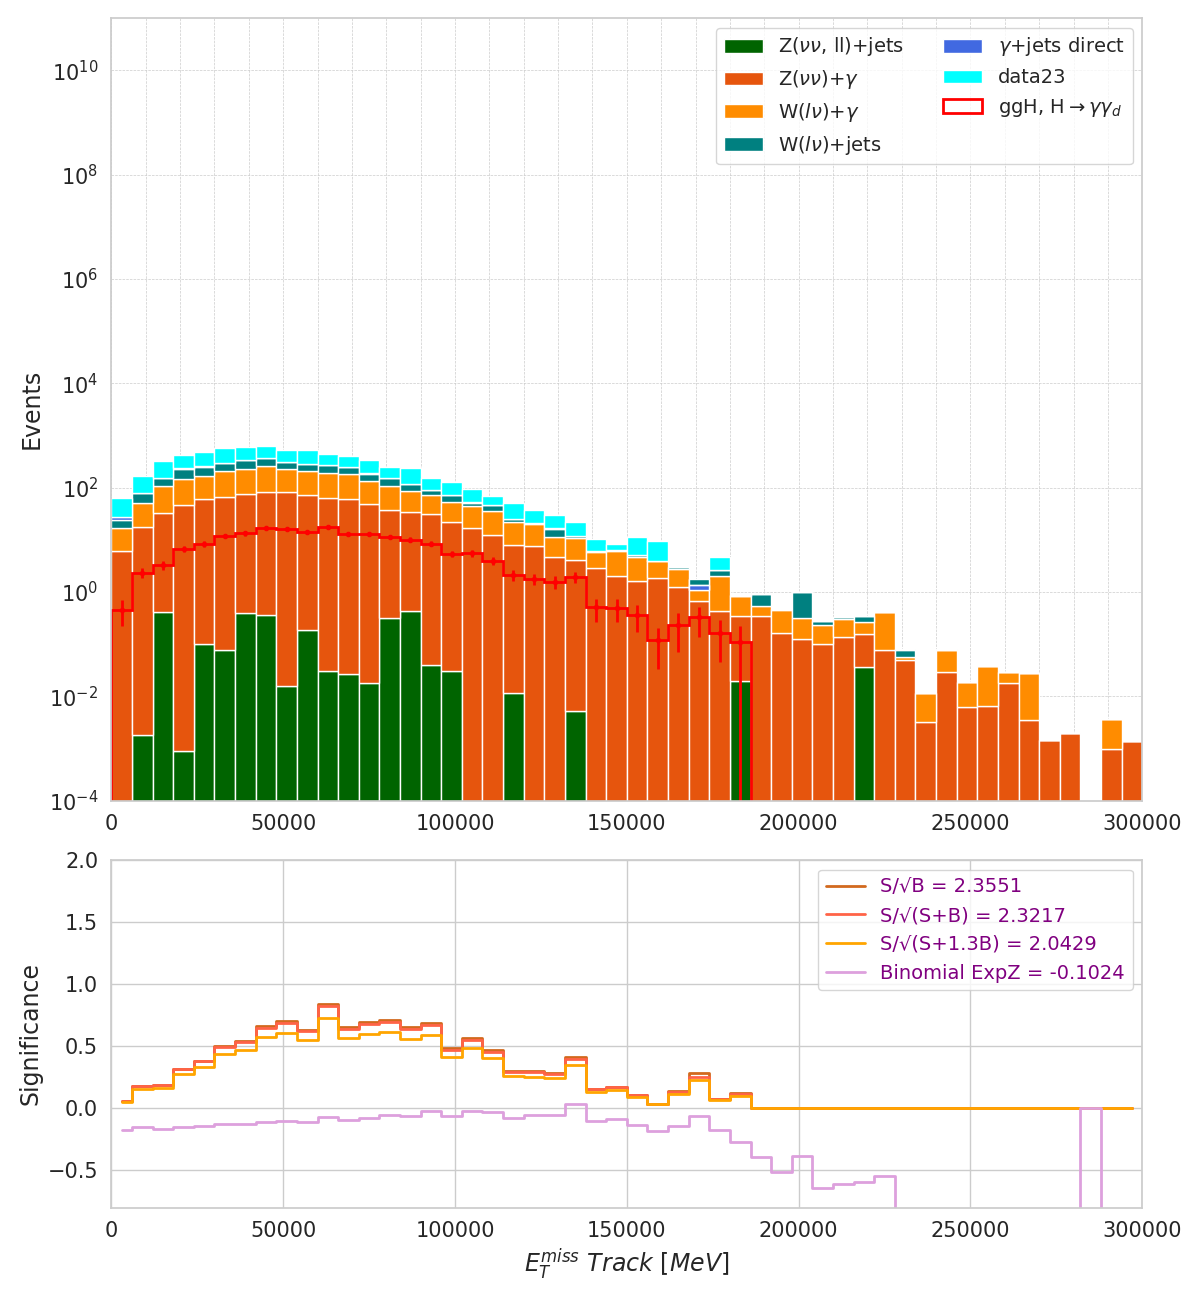 Z(νν, ll)+jets
Z(νν)+γ
W(lν)+γ
W(lν)+jets
γ+jets direct
data23
ggH, H→γγ_d
Events
10^10
10^8
10^6
10^4
10^2
10^0
10^−2
10^−4
0 50000 100000 150000 200000 250000 300000
S/√B = 2.3551
S/√(S+B) = 2.3217
S/√(S+1.3B) = 2.0429
Binomial ExpZ = -0.1024
Significance
2.0
1.5
1.0
0.5
0.0
−0.5
0 50000 100000 150000 200000 250000 300000
E_T^miss Track [MeV]